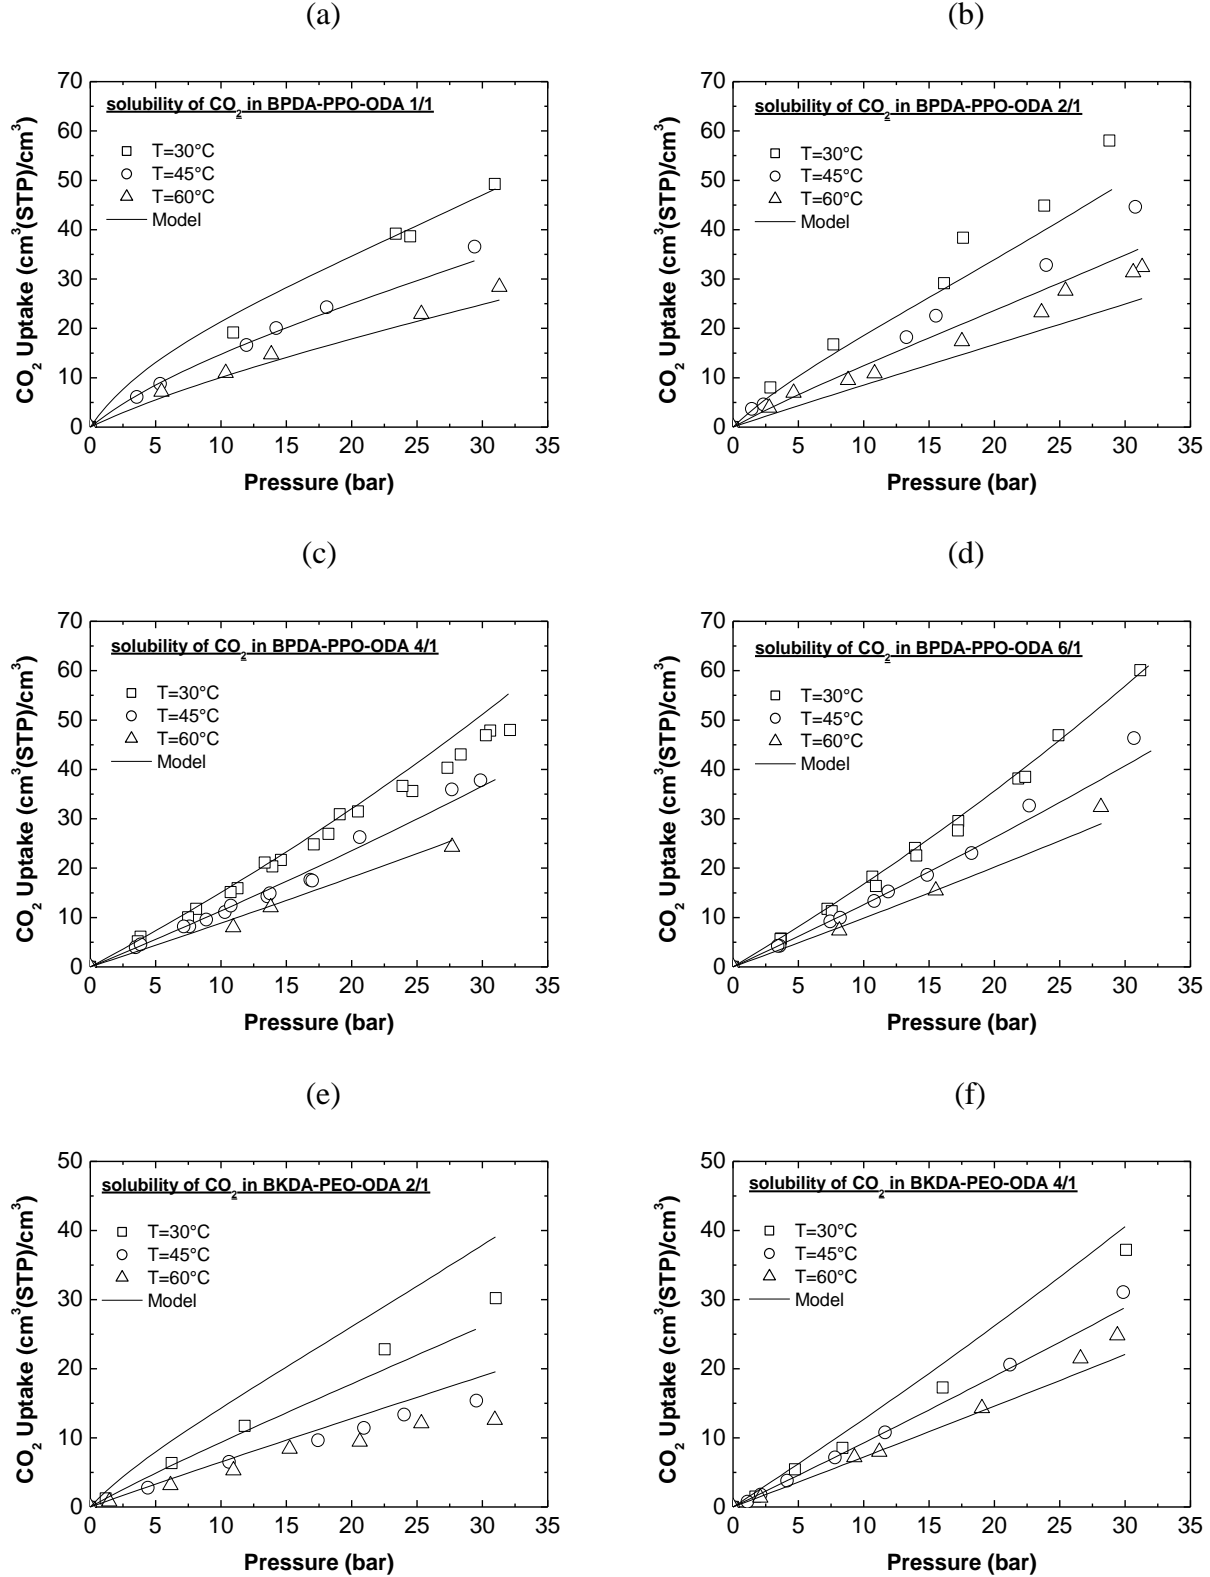 (a)
solubility of CO2 in BPDA-PPO-ODA 1/1
T=30°C
T=45°C
T=60°C
Model
70
60
50
40
30
20
10
0
CO2 Uptake (cm3(STP)/cm3)
0 5 10 15 20 25 30 35
Pressure (bar)
(b)
solubility of CO2 in BPDA-PPO-ODA 2/1
T=30°C
T=45°C
T=60°C
Model
70
60
50
40
30
20
10
0
CO2 Uptake (cm3(STP)/cm3)
0 5 10 15 20 25 30 35
Pressure (bar)
(c)
solubility of CO2 in BPDA-PPO-ODA 4/1
T=30°C
T=45°C
T=60°C
Model
70
60
50
40
30
20
10
0
CO2 Uptake (cm3(STP)/cm3)
0 5 10 15 20 25 30 35
Pressure (bar)
(d)
solubility of CO2 in BPDA-PPO-ODA 6/1
T=30°C
T=45°C
T=60°C
Model
70
60
50
40
30
20
10
0
CO2 Uptake (cm3(STP)/cm3)
0 5 10 15 20 25 30 35
Pressure (bar)
(e)
solubility of CO2 in BKDA-PEO-ODA 2/1
T=30°C
T=45°C
T=60°C
Model
50
40
30
20
10
0
CO2 Uptake (cm3(STP)/cm3)
0 5 10 15 20 25 30 35
Pressure (bar)
(f)
solubility of CO2 in BKDA-PEO-ODA 4/1
T=30°C
T=45°C
T=60°C
Model
50
40
30
20
10
0
CO2 Uptake (cm3(STP)/cm3)
0 5 10 15 20 25 30 35
Pressure (bar)